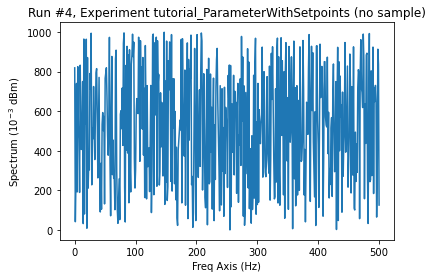 Run #4, Experiment tutorial_ParameterWithSetpoints (no sample)
1000
800
600
400
200
0
Spectrum (10⁻³ dBm)
0 100 200 300 400 500
Freq Axis (Hz)